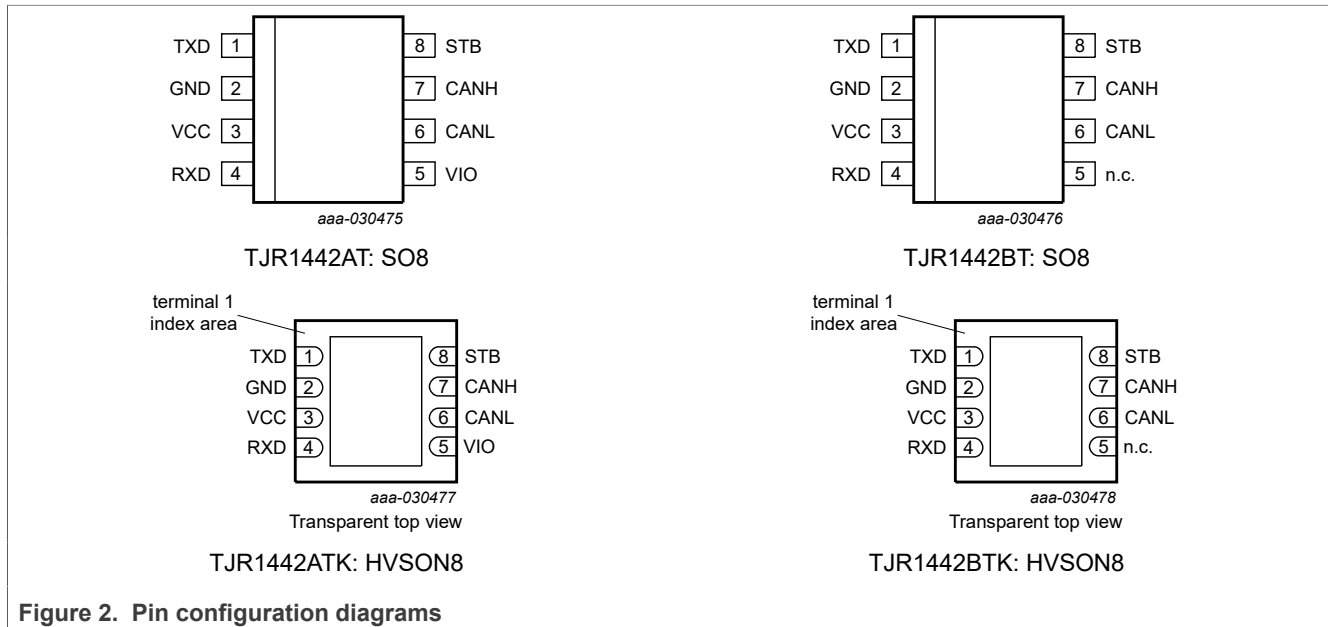 TXD 1 8 STB
GND 2 7 CANH
VCC 3 6 CANL
RXD 4 5 VIO
aaa-030475
TJR1442AT: SO8
TXD 1 8 STB
GND 2 7 CANH
VCC 3 6 CANL
RXD 4 5 n.c.
aaa-030476
TJR1442BT: SO8
terminal 1
index area
TXD 1 8 STB
GND 2 7 CANH
VCC 3 6 CANL
RXD 4 5 VIO
aaa-030477
Transparent top view
TJR1442ATK: HVSON8
terminal 1
index area
TXD 1 8 STB
GND 2 7 CANH
VCC 3 6 CANL
RXD 4 5 n.c.
aaa-030478
Transparent top view
TJR1442BTK: HVSON8
Figure 2. Pin configuration diagrams